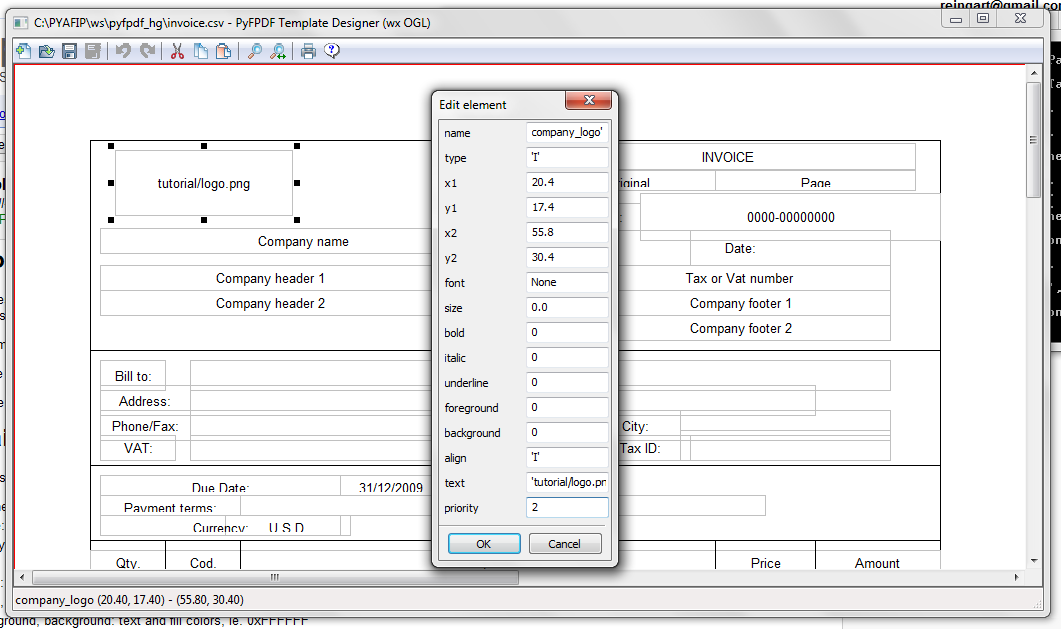 reingart@gmail.con
C:\PYAFIP\ws\pyfpdf_hg\invoice.csv - PyFPDF Template Designer (wx OGL)
Edit element
name company_logo'
type 'I'
x1 20.4
y1 17.4
x2 55.8
y2 30.4
font None
size 0.0
bold 0
italic 0
underline 0
foreground 0
background 0
align 'I'
text 'tutorial/logo.pn
priority 2
OK Cancel
tutorial/logo.png
INVOICE
riginal Page
0000-00000000
Company name
Date:
Company header 1
Tax or Vat number
Company header 2
Company footer 1
Company footer 2
Bill to:
Address:
Phone/Fax:
City:
VAT:
Tax ID:
Due Date: 31/12/2009
Payment terms:
Currency: U.S.D.
Qty. Cod. Price Amount
company_logo (20.40, 17.40) - (55.80, 30.40)
ground, background: text and fill colors, ie. 0xFFFFFF